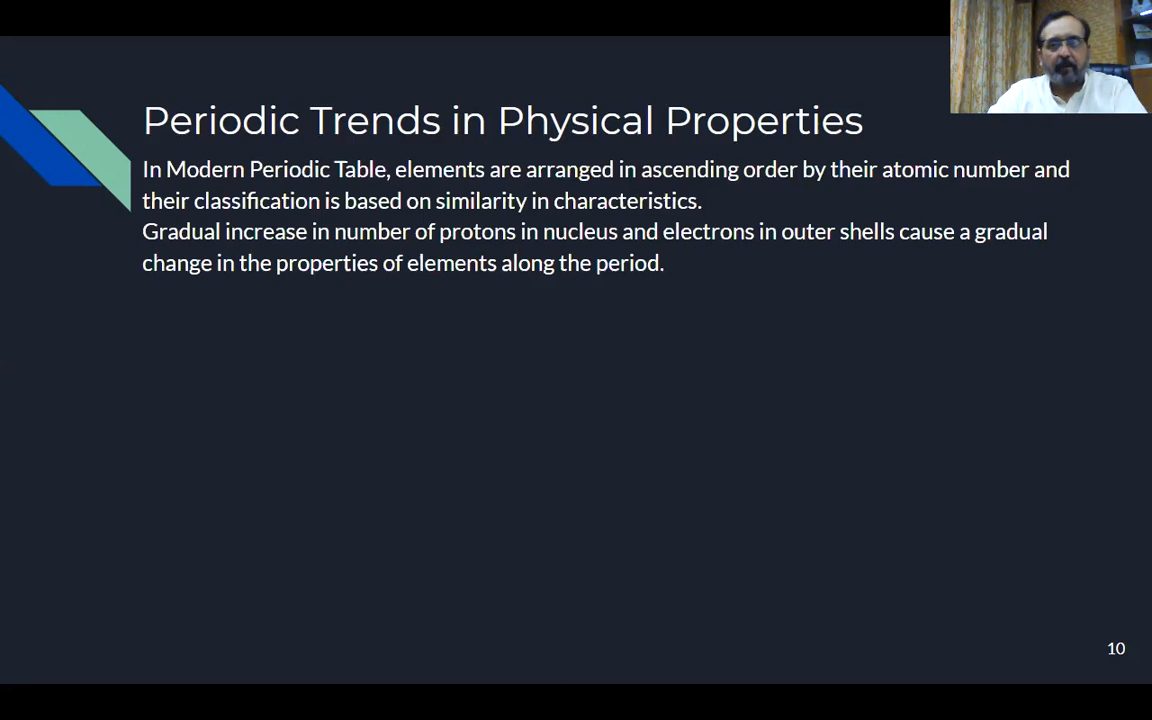 Periodic Trends in Physical Properties
In Modern Periodic Table, elements are arranged in ascending order by their atomic number and
their classification is based on similarity in characteristics.
Gradual increase in number of protons in nucleus and electrons in outer shells cause a gradual
change in the properties of elements along the period.
10